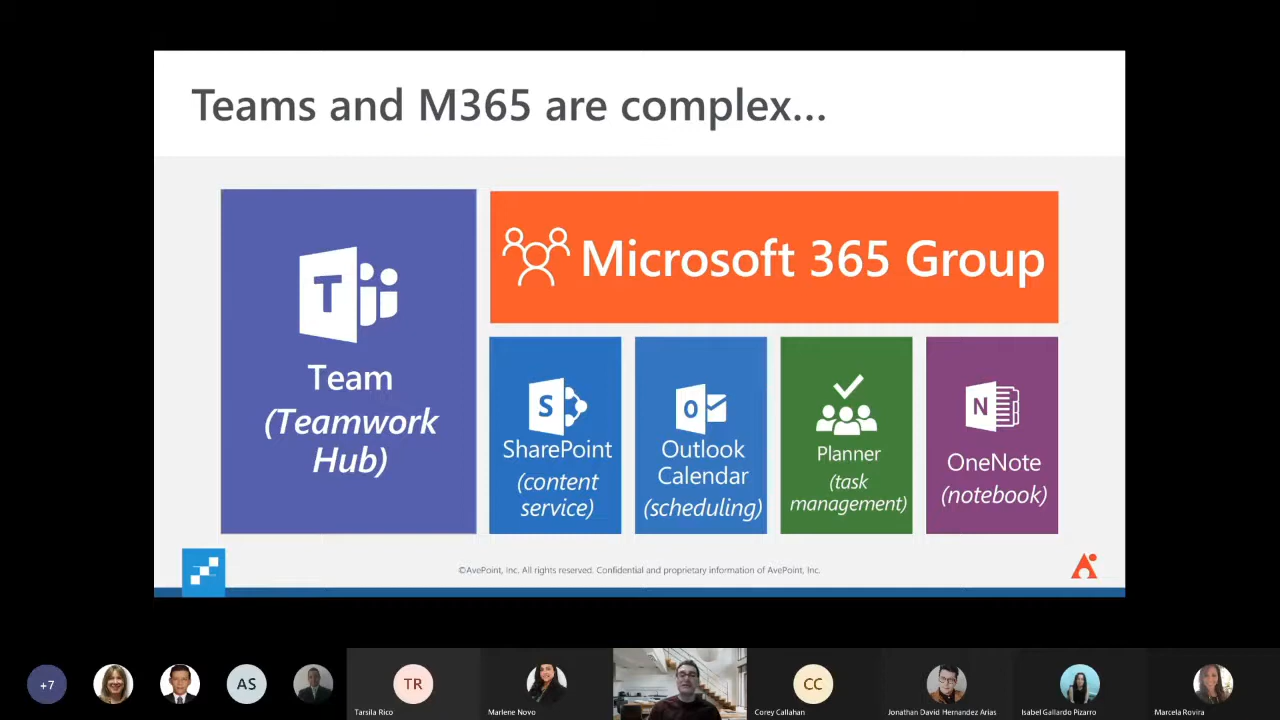 Teams and M365 are complex...
T
Team
(Teamwork
Hub)
Microsoft 365 Group
S
SharePoint
(content
service)
O
Outlook
Calendar
(scheduling)
Planner
(task
management)
N
OneNote
(notebook)
©AvePoint, Inc. All rights reserved. Confidential and proprietary information of AvePoint, Inc.
+7
AS
TR
Tarsila Rico
Marlene Novo
CC
Corey Callahan
Jonathan David Hernandez Arias
Isabel Gallardo Pizarro
Marcela Rovira